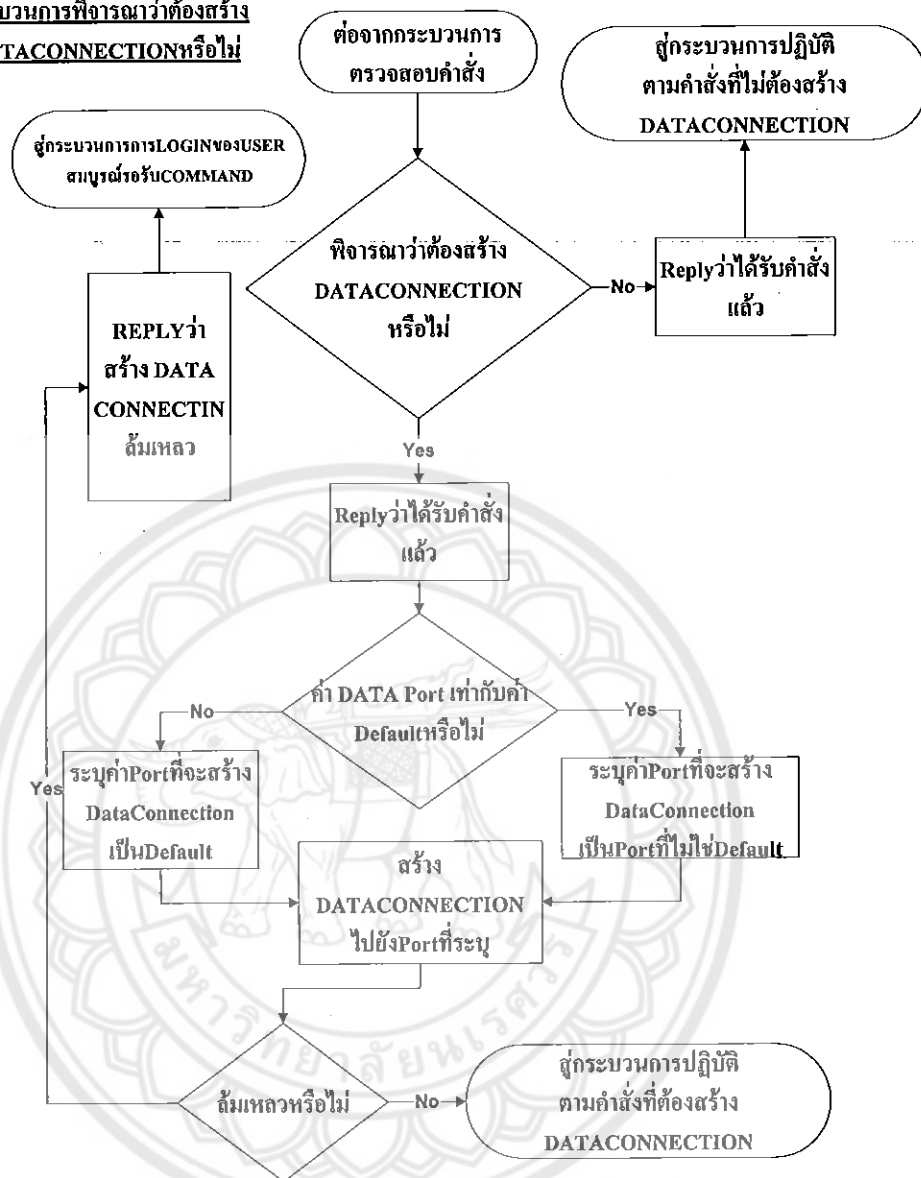 บวนการพิจารณาว่าต้องสร้าง
TACONNECTIONหรือไม่
ต่อจากกระบวนการ
ตรวจสอบคำสั่ง
สู่กระบวนการปฏิบัติ
ตามคำสั่งที่ไม่ต้องสร้าง
DATACONNECTION
สู่กระบวนการการLOGINของUSER
สมบูรณ์รอรับCOMMAND
พิจารณาว่าต้องสร้าง
DATACONNECTION
หรือไม่
No
Replyว่าได้รับคำสั่ง
แล้ว
REPLYว่า
สร้าง DATA
CONNECTIN
ล้มเหลว
Yes
Replyว่าได้รับคำสั่ง
แล้ว
ค่า DATA Port เท่ากับค่า
Defaultหรือไม่
No
Yes
ระบุค่าPortที่จะสร้าง
DataConnection
เป็นDefault
Yes
ระบุค่าPortที่จะสร้าง
DataConnection
เป็นPortที่ไม่ใช่Default
สร้าง
DATACONNECTION
ไปยังPortที่ระบุ
มหาวิทยาลัยนเรศวร
ล้มเหลวหรือไม่
No
สู่กระบวนการปฏิบัติ
ตามคำสั่งที่ต้องสร้าง
DATACONNECTION